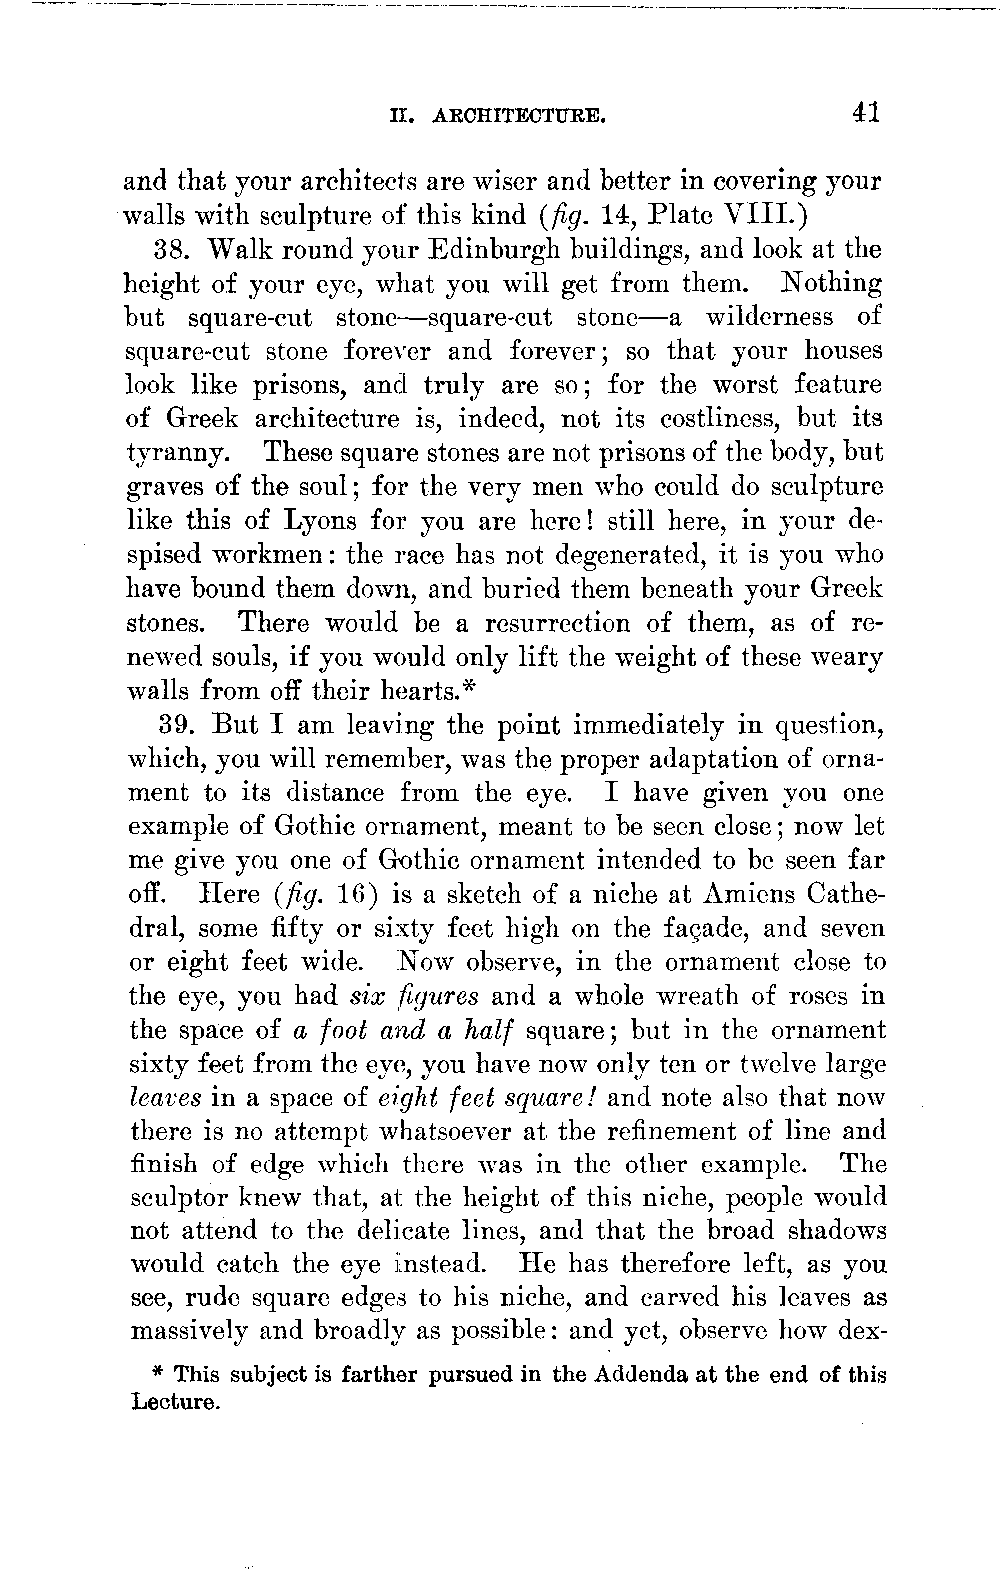 II. ARCHITECTURE. 41
and that your architects are wiser and better in covering your
walls with sculpture of this kind (fig. 14, Plate VIII.)
38. Walk round your Edinburgh buildings, and look at the
height of your eye, what you will get from them. Nothing
but square-cut stone—square-cut stone—a wilderness of
square-cut stone forever and forever; so that your houses
look like prisons, and truly are so; for the worst feature
of Greek architecture is, indeed, not its costliness, but its
tyranny. These square stones are not prisons of the body, but
graves of the soul; for the very men who could do sculpture
like this of Lyons for you are here! still here, in your de-
spised workmen: the race has not degenerated, it is you who
have bound them down, and buried them beneath your Greek
stones. There would be a resurrection of them, as of re-
newed souls, if you would only lift the weight of these weary
walls from off their hearts.*
39. But I am leaving the point immediately in question,
which, you will remember, was the proper adaptation of orna-
ment to its distance from the eye. I have given you one
example of Gothic ornament, meant to be seen close; now let
me give you one of Gothic ornament intended to be seen far
off. Here (fig. 16) is a sketch of a niche at Amiens Cathe-
dral, some fifty or sixty feet high on the façade, and seven
or eight feet wide. Now observe, in the ornament close to
the eye, you had six figures and a whole wreath of roses in
the space of a foot and a half square; but in the ornament
sixty feet from the eye, you have now only ten or twelve large
leaves in a space of eight feet square! and note also that now
there is no attempt whatsoever at the refinement of line and
finish of edge which there was in the other example. The
sculptor knew that, at the height of this niche, people would
not attend to the delicate lines, and that the broad shadows
would catch the eye instead. He has therefore left, as you
see, rude square edges to his niche, and carved his leaves as
massively and broadly as possible: and yet, observe how dex-
* This subject is farther pursued in the Addenda at the end of this
Lecture.